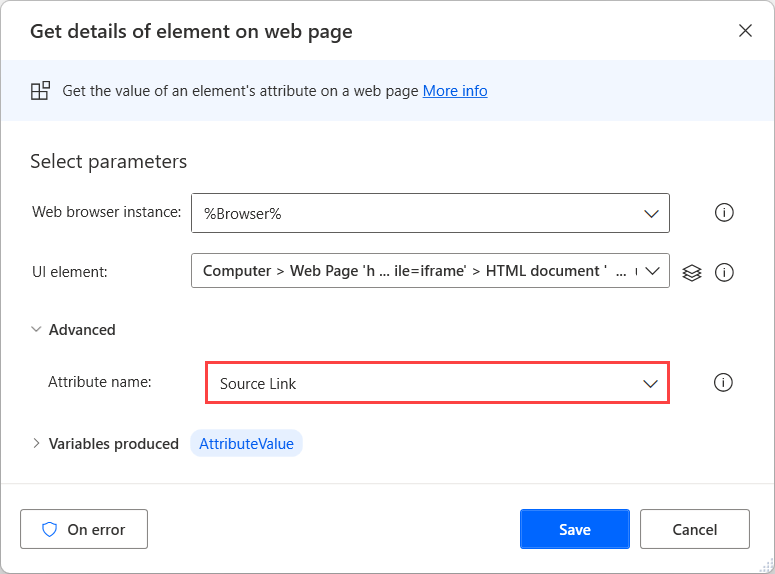 Get details of element on web page
Get the value of an element's attribute on a web page More info
Select parameters
Web browser instance: %Browser%
UI element: Computer > Web Page 'h ... ile=iframe' > HTML document ' ...
Advanced
Attribute name: Source Link
Variables produced AttributeValue
On error Save Cancel